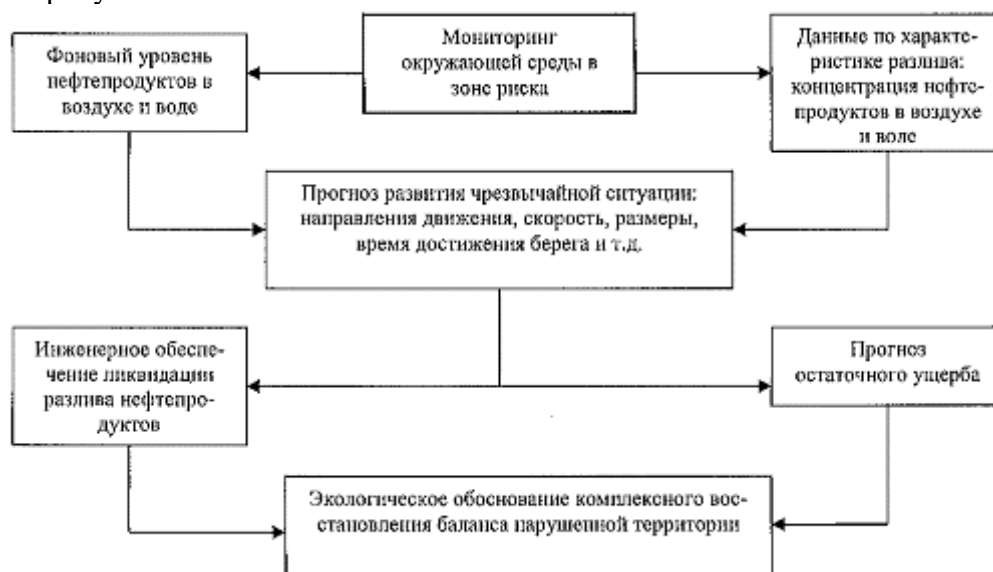 Фоновый уровень
нефтепродуктов в
воздухе и воде
Мониторинг
окружающей среды в
зоне риска
Данные по характе-
ристике разлива:
концентрация нефте-
продуктов в воздухе
и воле
Прогноз развития чрезвычайной ситуации:
направления движения, скорость, размеры,
время достижения берега и т.д.
Инженерное обеспе-
чение ликвидации
разлива нефтепро-
дуктов
Прогноз
остаточного ущерба
Экологическое обоснование комплексного вос-
становления баланса нарушенной территории